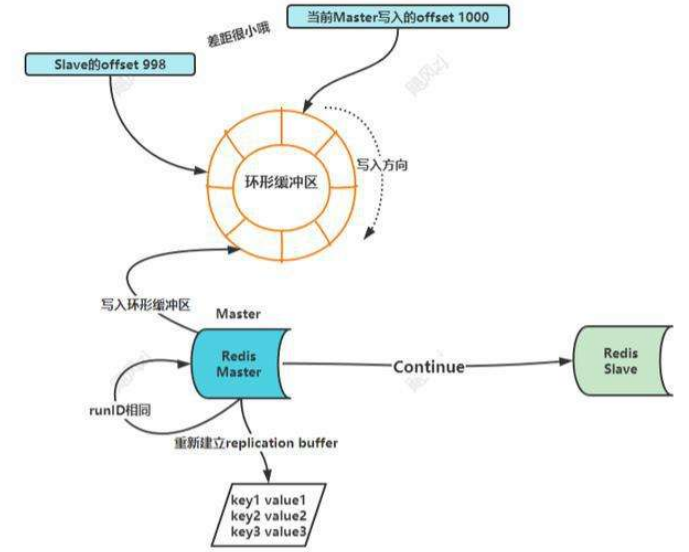 当前Master写入的offset 1000
差距很小哦
Slave的offset 998
写入方向
环形缓冲区
写入环形缓冲区
Master
Redis
Master
Continue
Redis
Slave
runID相同
重新建立replication buffer
key1 value1
key2 value2
key3 value3